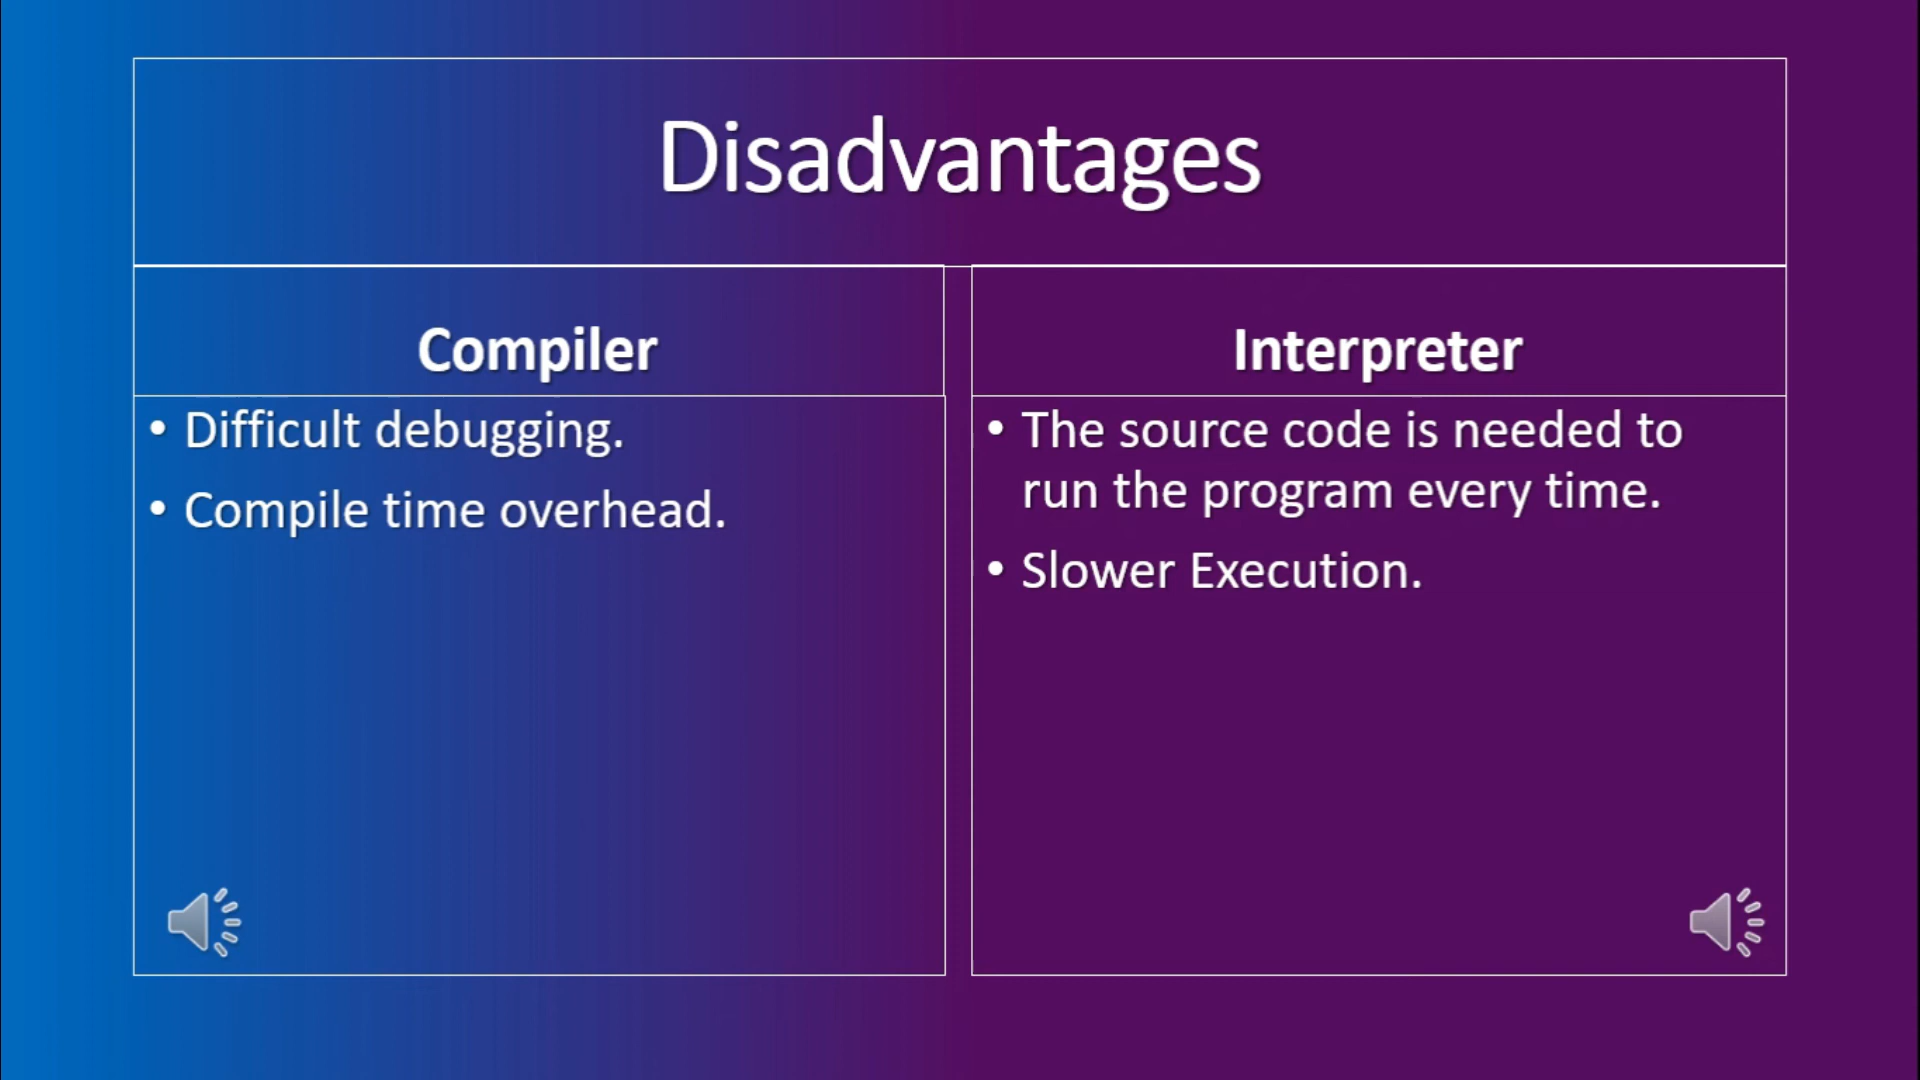 Disadvantages
Compiler
• Difficult debugging.
• Compile time overhead.
Interpreter
• The source code is needed to
run the program every time.
• Slower Execution.